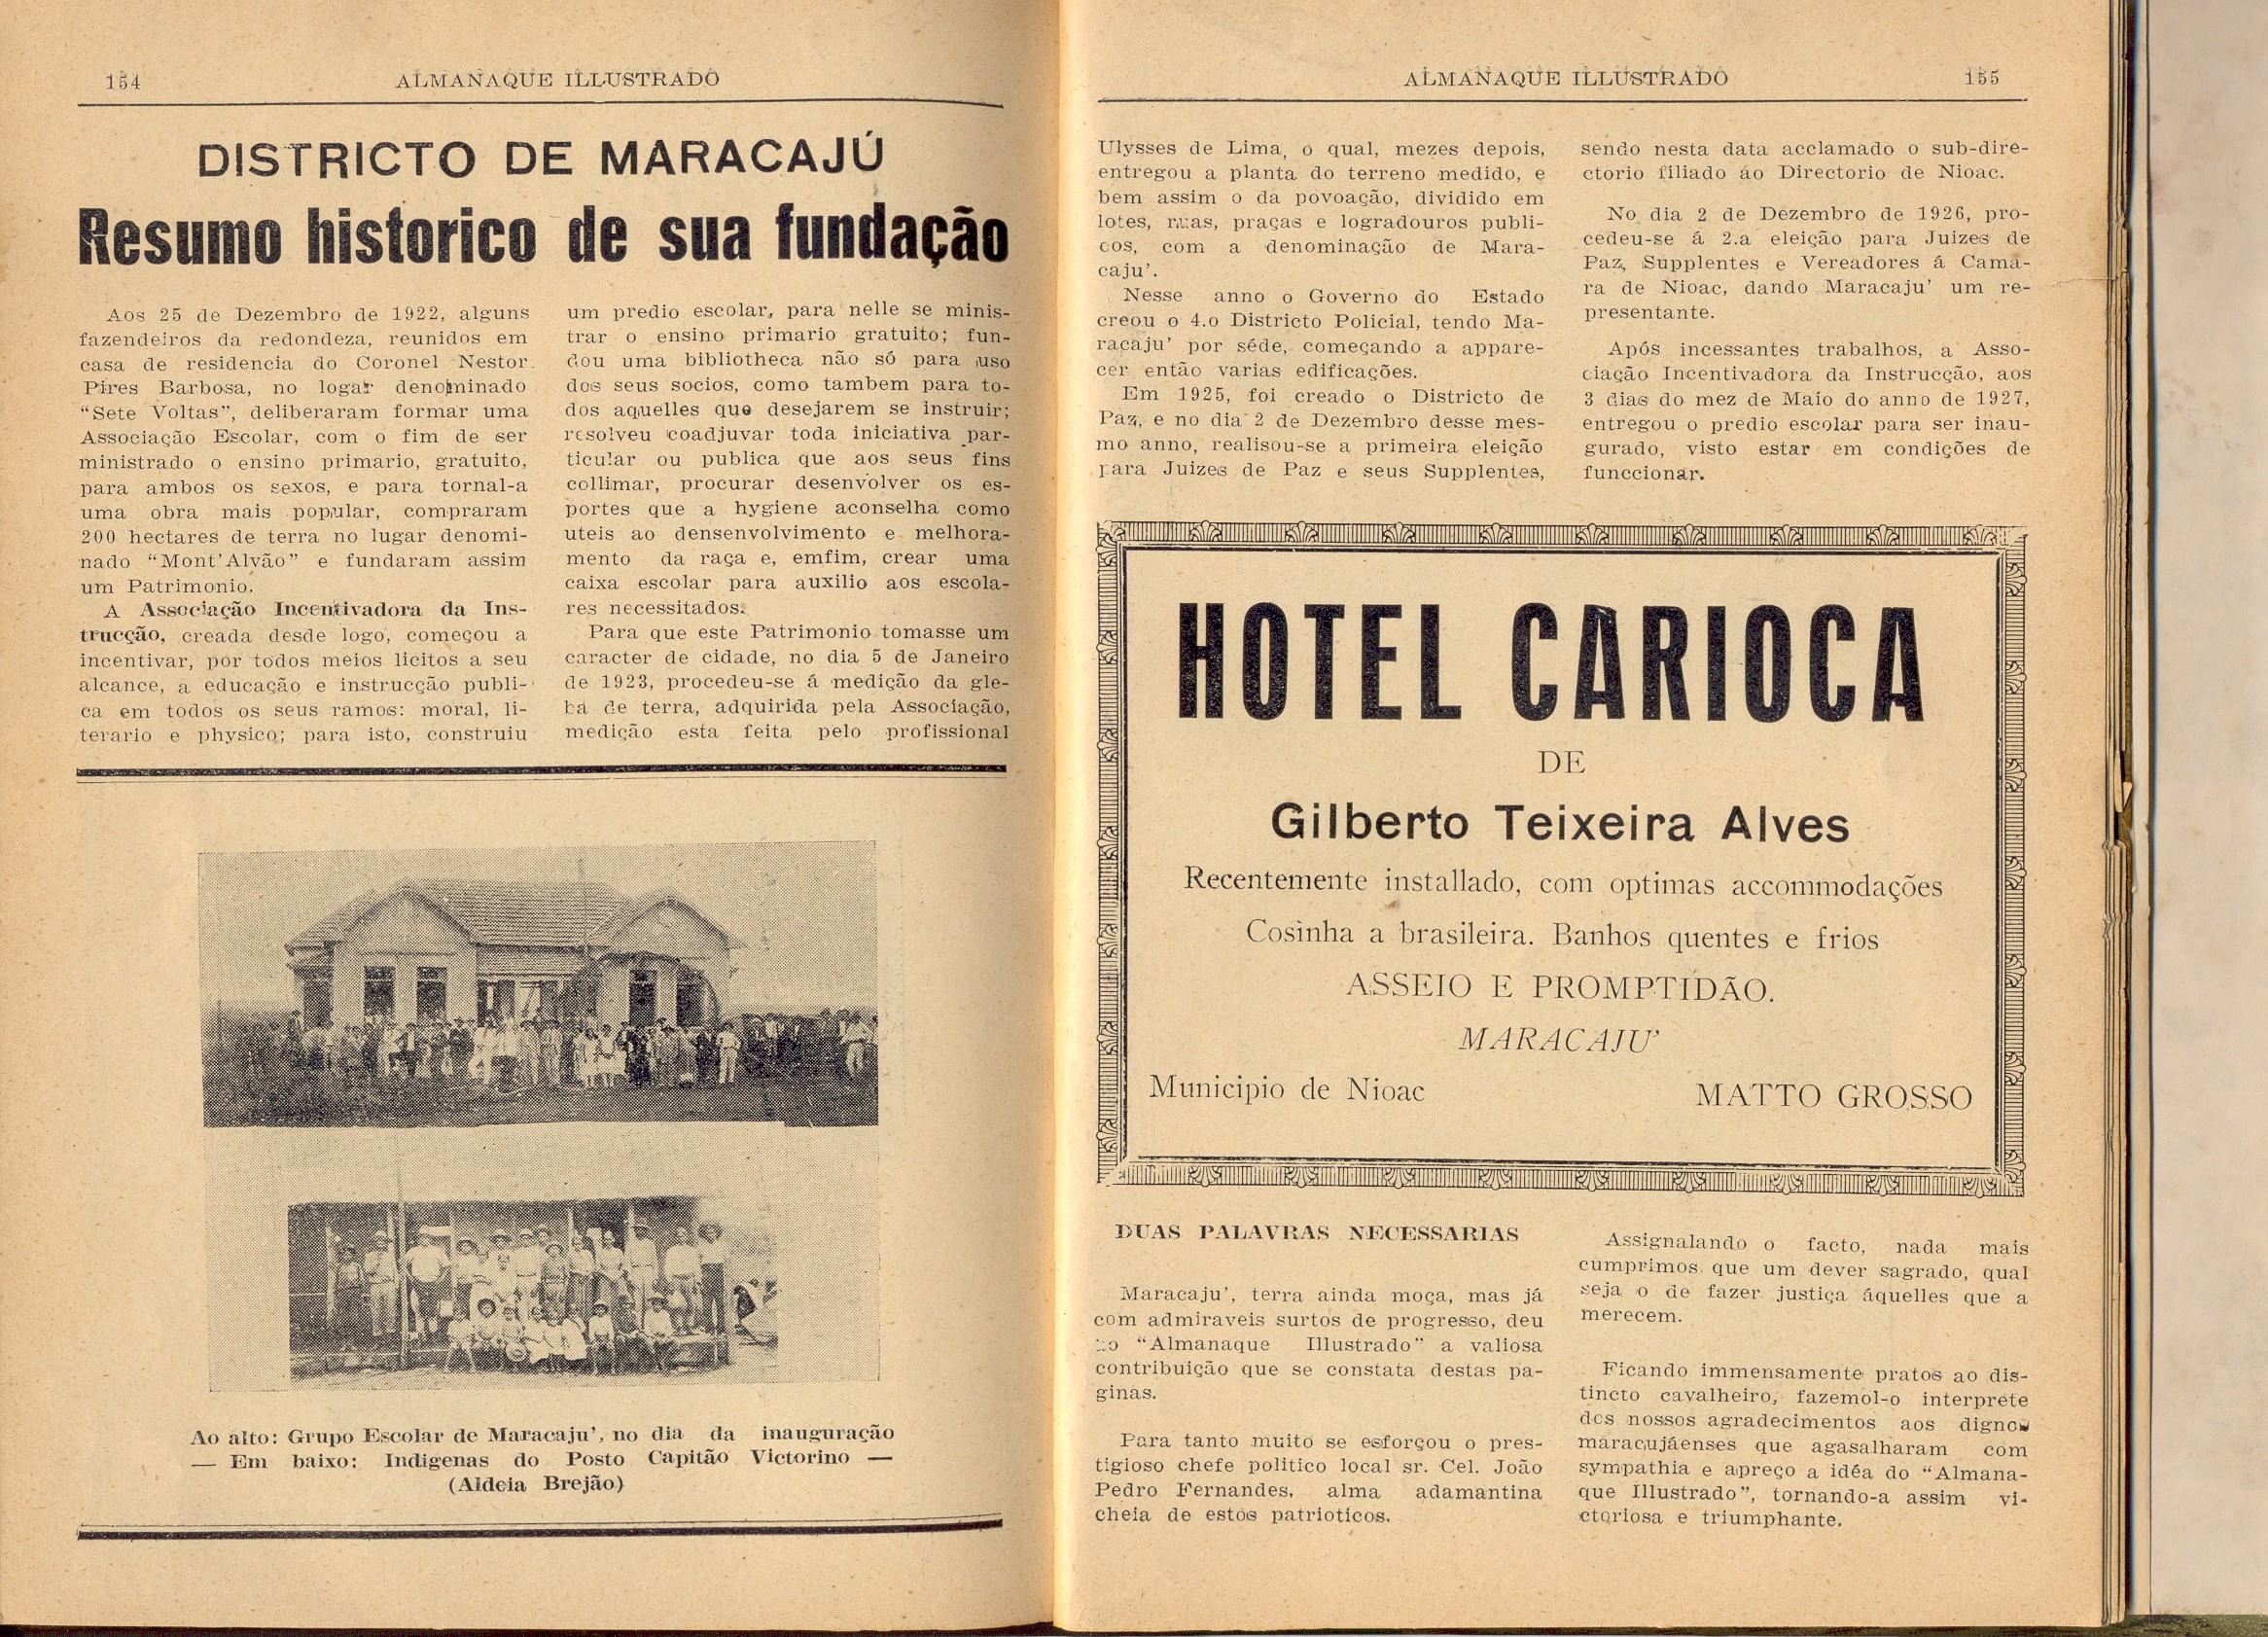 154
ALMANAQUE ILLUSTRADO
DISTRICTO DE MARACAJÚ
Resumo historico de sua fundação
Aos 25 de Dezembro de 1922, alguns
fazendeiros da redondeza, reunidos em
casa de residencia do Coronel Nestor
Pires Barbosa, no logar denominado
“Sete Voltas”, deliberaram formar uma
Associação Escolar, com o fim de ser
ministrado o ensino primario, gratuito,
para ambos os sexos, e para tornal-a
uma obra mais popular, compraram
200 hectares de terra no lugar denomi-
nado “Mont’Alvão” e fundaram assim
um Patrimonio.
A Associação Incentivadora da Ins-
trucção, creada desde logo, começou a
incentivar, por todos meios licitos a seu
alcance, a educação e instrucção publi-
ca em todos os seus ramos: moral, li-
terario e physico; para isto, construiu
um predio escolar, para nelle se minis-
trar o ensino primario gratuito; fun-
dou uma bibliotheca não só para uso
dos seus socios, como tambem para to-
dos aquelles que desejarem se instruir;
resolveu coadjuvar toda iniciativa par-
ticular ou publica que aos seus fins
collimar, procurar desenvolver os es-
portes que a hygiene aconselha como
uteis ao densenvolvimento e melhora-
mento da raça e, emfim, crear uma
caixa escolar para auxilio aos escola-
res necessitados.
Para que este Patrimonio tomasse um
caracter de cidade, no dia 5 de Janeiro
de 1923, procedeu-se á medição da gle-
ba de terra, adquirida pela Associação,
medição esta feita pelo profissional
Ao alto: Grupo Escolar de Maracaju’, no dia da inauguração
— Em baixo: Indigenas do Posto Capitão Victorino —
(Aldeia Brejão)
ALMANAQUE ILLUSTRADO
155
Ulysses de Lima, o qual, mezes depois,
entregou a planta do terreno medido, e
bem assim o da povoação, dividido em
lotes, ruas, praças e logradouros publi-
cos, com a denominação de Mara-
caju’.
Nesse anno o Governo do Estado
creou o 4.o Districto Policial, tendo Ma-
racaju’ por séde, começando a appare-
cer então varias edificações.
Em 1925, foi creado o Districto de
Paz, e no dia 2 de Dezembro desse mes-
mo anno, realisou-se a primeira eleição
para Juizes de Paz e seus Supplentes,
sendo nesta data acclamado o sub-dire-
ctorio filiado ao Directorio de Nioac.
No dia 2 de Dezembro de 1926, pro-
cedeu-se á 2.a eleição para Juizes de
Paz, Supplentes e Vereadores á Cama-
ra de Nioac, dando Maracaju’ um re-
presentante.
Após incessantes trabalhos, a Asso-
ciação Incentivadora da Instrucção, aos
3 dias do mez de Maio do anno de 1927,
entregou o predio escolar para ser inau-
gurado, visto estar em condições de
funccionar.
HOTEL CARIOCA
DE
Gilberto Teixeira Alves
Recentemente installado, com optimas accommodações
Cosinha a brasileira. Banhos quentes e frios
ASSEIO E PROMPTIDÃO.
MARACAJU’
Municipio de Nioac MATTO GROSSO
DUAS PALAVRAS NECESSARIAS
Maracaju’, terra ainda moça, mas já
com admiraveis surtos de progresso, deu
ao “Almanaque Illustrado” a valiosa
contribuição que se constata destas pa-
ginas.
Para tanto muito se esforçou o pres-
tigioso chefe politico local sr. Cel. João
Pedro Fernandes, alma adamantina
cheia de estos patrioticos.
Assignalando o facto, nada mais
cumprimos que um dever sagrado, qual
seja o de fazer justiça áquelles que a
merecem.
Ficando immensamente pratos ao dis-
tincto cavalheiro, fazemol-o interprete
dos nossos agradecimentos aos dignos
maracujáenses que agasalharam com
sympathia e apreço a idéa do “Almana-
que Illustrado”, tornando-a assim vi-
ctoriosa e triumphante.